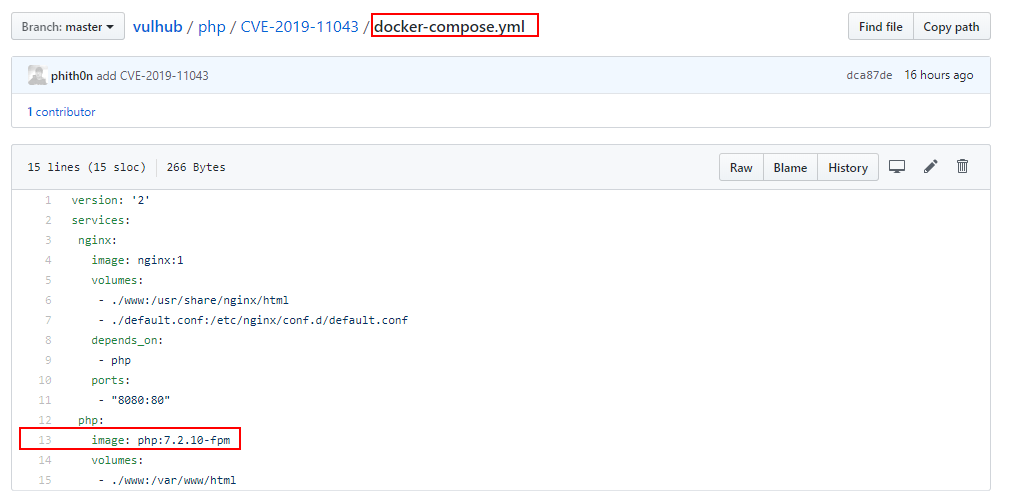 Branch: master vulhub / php / CVE-2019-11043 / docker-compose.yml Find file Copy path
phith0n add CVE-2019-11043 dca87de 16 hours ago
1 contributor
15 lines (15 sloc) 266 Bytes Raw Blame History
1 version: '2'
2 services:
3 nginx:
4 image: nginx:1
5 volumes:
6 - ./www:/usr/share/nginx/html
7 - ./default.conf:/etc/nginx/conf.d/default.conf
8 depends_on:
9 - php
10 ports:
11 - "8080:80"
12 php:
13 image: php:7.2.10-fpm
14 volumes:
15 - ./www:/var/www/html